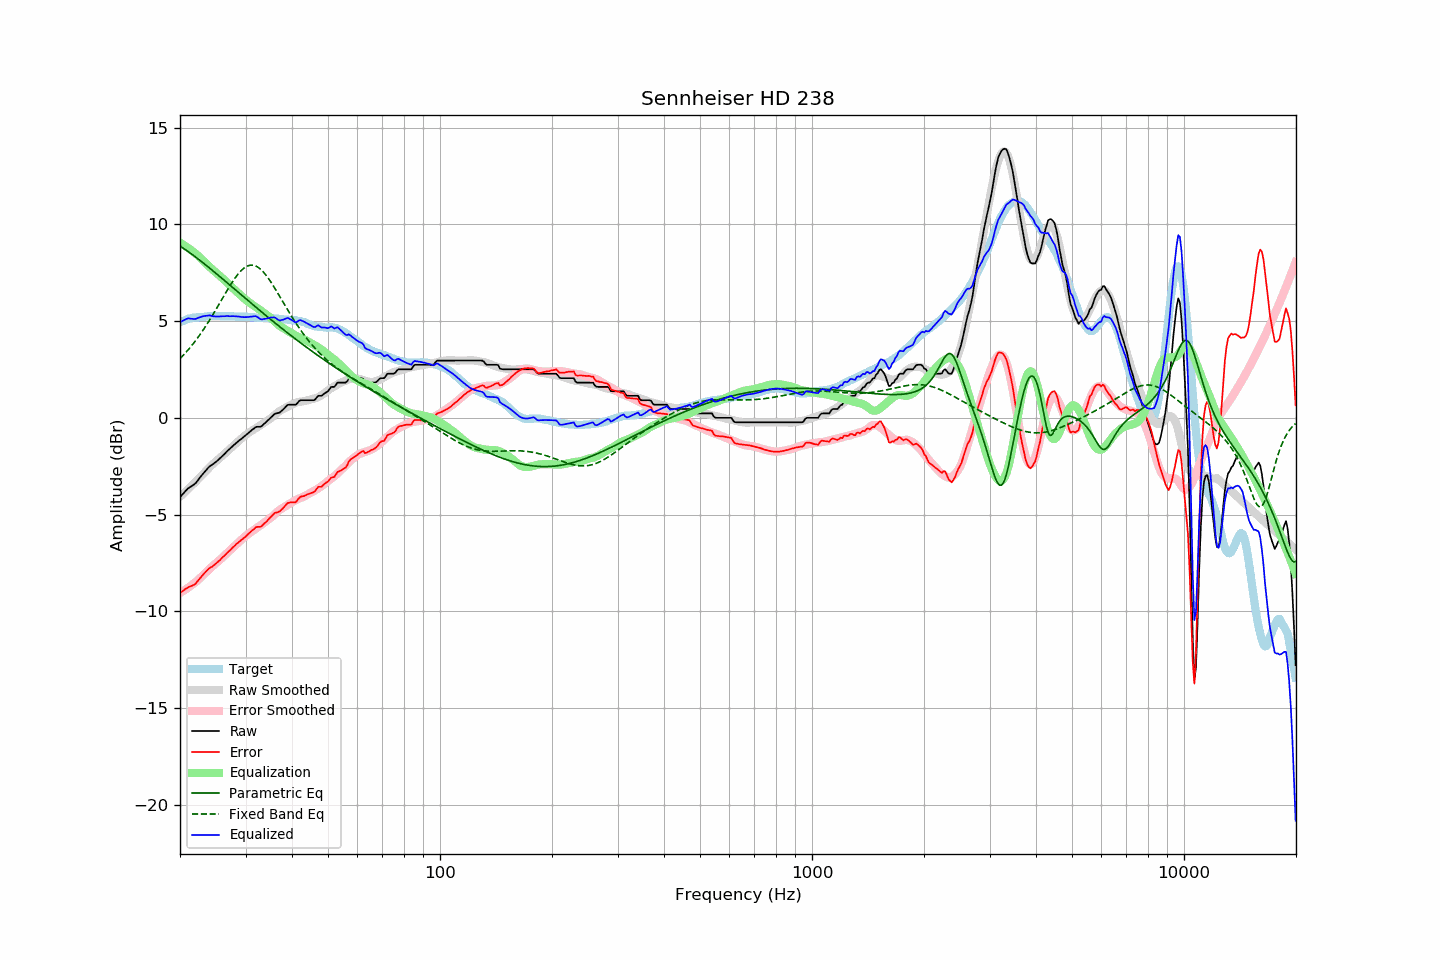 Sennheiser HD 238
Amplitude (dBr)
15
10
5
0
−5
−10
−15
−20
Target
Raw Smoothed
Error Smoothed
Raw
Error
Equalization
Parametric Eq
Fixed Band Eq
Equalized
100
1000
10000
Frequency (Hz)